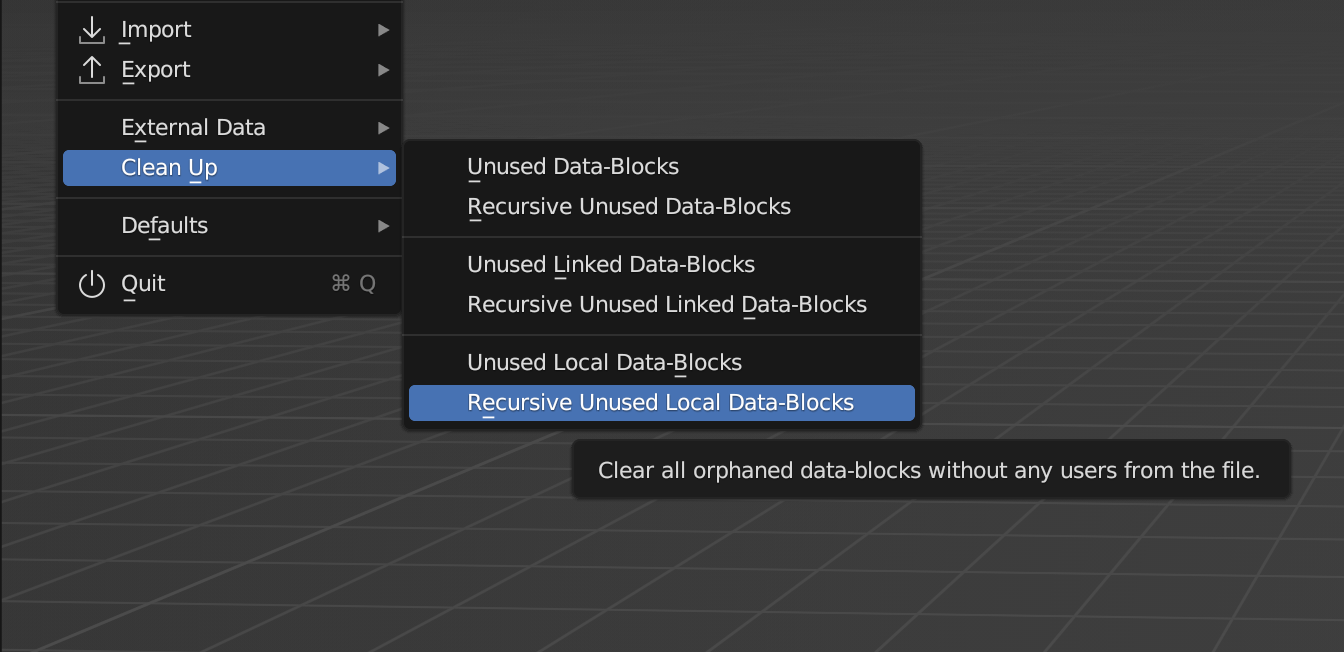 Import
Export
External Data
Clean Up
Defaults
Quit ⌘ Q
Unused Data-Blocks
Recursive Unused Data-Blocks
Unused Linked Data-Blocks
Recursive Unused Linked Data-Blocks
Unused Local Data-Blocks
Recursive Unused Local Data-Blocks
Clear all orphaned data-blocks without any users from the file.